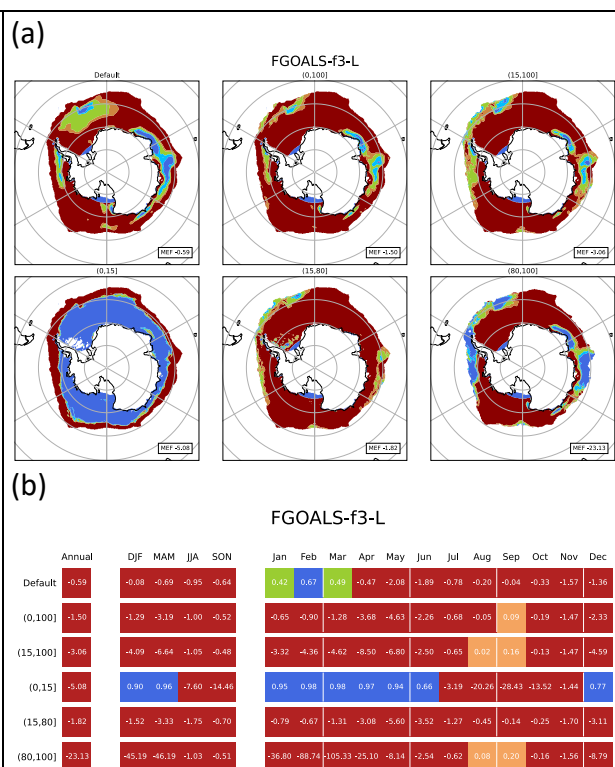 (a)
FGOALS-f3-L
Default (0,100] (15,100]
MEF -0.59 MEF -1.50 MEF -3.06
(0,15] (15,80] (80,100]
MEF -5.08 MEF -1.82 MEF -23.13
(b)
FGOALS-f3-L
Annual DJF MAM JJA SON Jan Feb Mar Apr May Jun Jul Aug Sep Oct Nov Dec
Default -0.59 -0.08 -0.69 -0.95 -0.64 0.42 0.67 0.49 -0.47 -2.08 -1.89 -0.78 -0.20 -0.04 -0.33 -1.57 -1.36
(0,100] -1.50 -1.29 -3.19 -1.00 -0.52 -0.65 -0.90 -1.28 -3.68 -4.63 -2.26 -0.68 -0.05 0.09 -0.19 -1.47 -2.33
(15,100] -3.06 -4.09 -6.64 -1.05 -0.48 -3.32 -4.36 -4.62 -8.50 -6.80 -2.50 -0.65 0.02 0.16 -0.13 -1.47 -4.59
(0,15] -5.08 0.90 0.96 -7.60 -14.46 0.95 0.98 0.98 0.97 0.94 0.66 -3.19 -20.26 -28.43 -13.52 -1.44 0.77
(15,80] -1.82 -1.52 -3.33 -1.75 -0.70 -0.79 -0.67 -1.31 -3.08 -5.60 -3.52 -1.27 -0.45 -0.14 -0.25 -1.70 -3.11
(80,100] -23.13 -45.19 -46.19 -1.03 -0.51 -36.80 -88.74 -105.33 -25.10 -8.14 -2.54 -0.62 0.08 0.20 -0.16 -1.56 -8.79